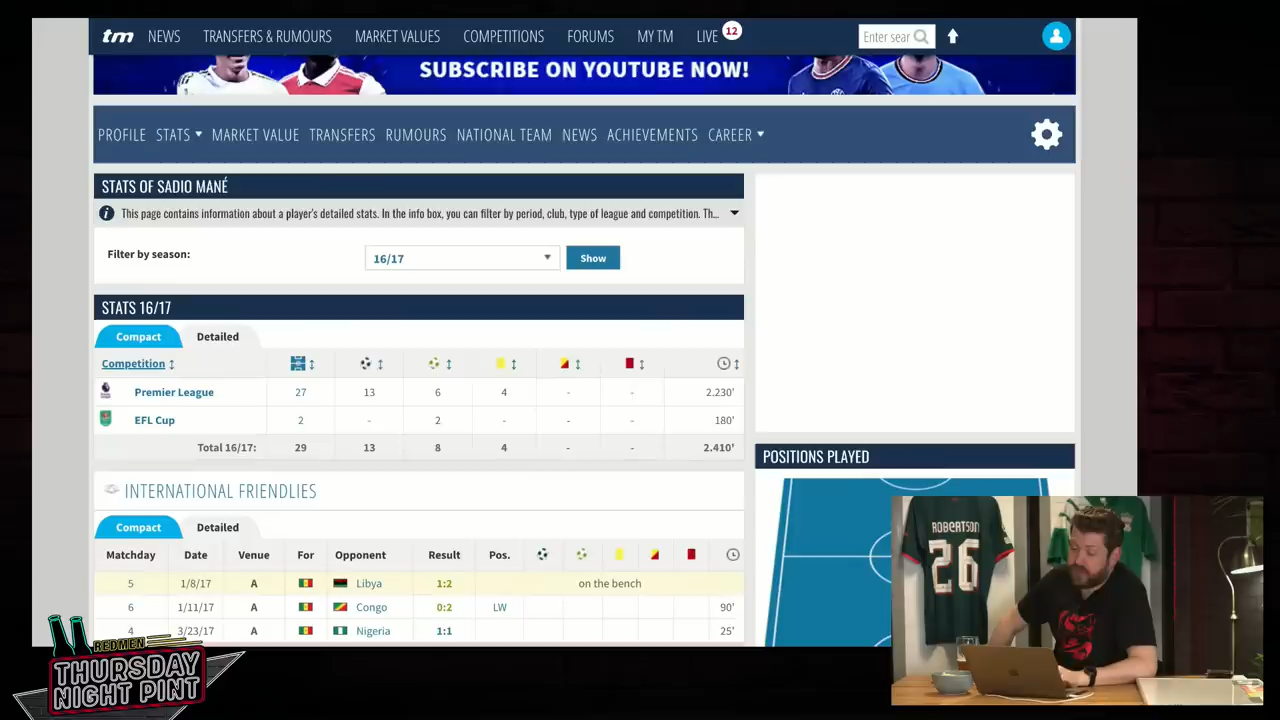 tm NEWS TRANSFERS & RUMOURS MARKET VALUES COMPETITIONS FORUMS MY TM LIVE 12 Enter sear
SUBSCRIBE ON YOUTUBE NOW!
PROFILE STATS MARKET VALUE TRANSFERS RUMOURS NATIONAL TEAM NEWS ACHIEVEMENTS CAREER
STATS OF SADIO MANÉ
This page contains information about a player's detailed stats. In the info box, you can filter by period, club, type of league and competition. Th...
Filter by season: 16/17 Show
STATS 16/17
Compact Detailed
Competition
Premier League 27 13 6 4 - - 2.230'
EFL Cup 2 - 2 - - - 180'
Total 16/17: 29 13 8 4 - - 2.410'
POSITIONS PLAYED
INTERNATIONAL FRIENDLIES
Compact Detailed
Matchday Date Venue For Opponent Result Pos.
5 1/8/17 A Libya 1:2 on the bench
6 1/11/17 A Congo 0:2 LW 90'
4 3/23/17 A Nigeria 1:1 25'
ROBERTSON
26
REDMEN
THURSDAY
NIGHT PINT